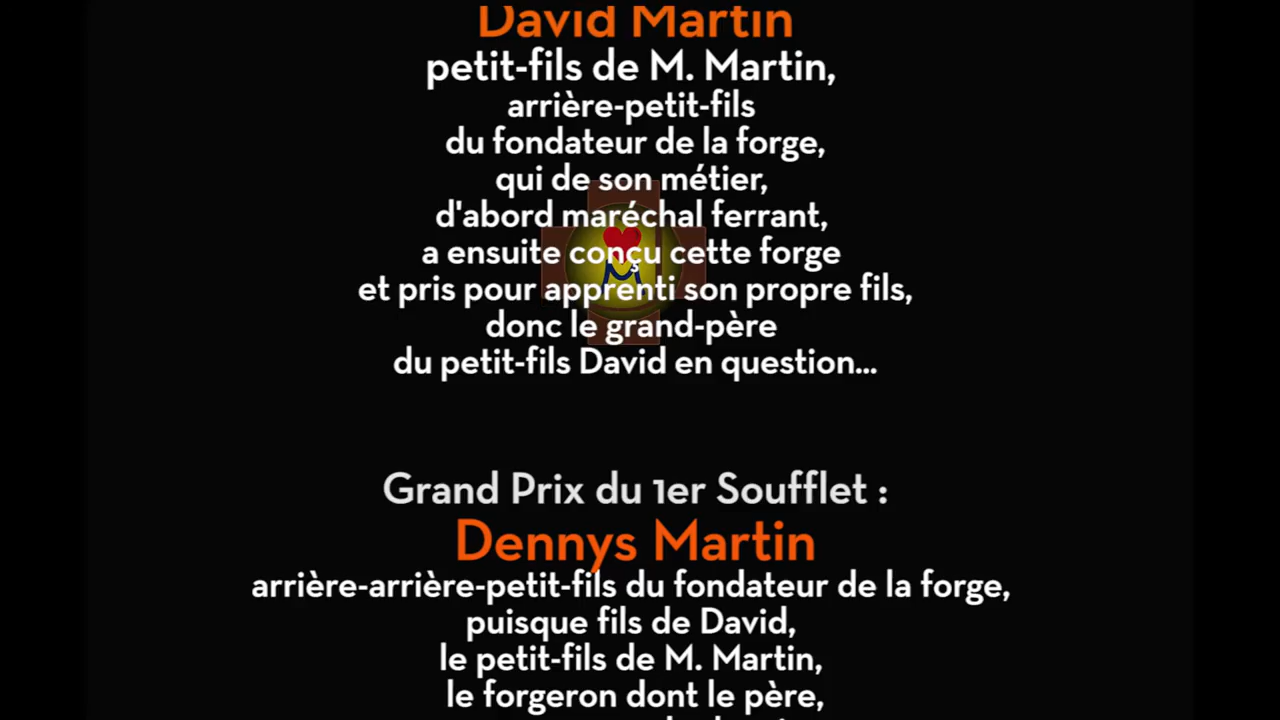 David Martin
petit-fils de M. Martin,
arrière-petit-fils
du fondateur de la forge,
qui de son métier,
d'abord maréchal ferrant,
a ensuite conçu cette forge
et pris pour apprenti son propre fils,
donc le grand-père
du petit-fils David en question...
Grand Prix du 1er Soufflet :
Dennys Martin
arrière-arrière-petit-fils du fondateur de la forge,
puisque fils de David,
le petit-fils de M. Martin,
le forgeron dont le père,